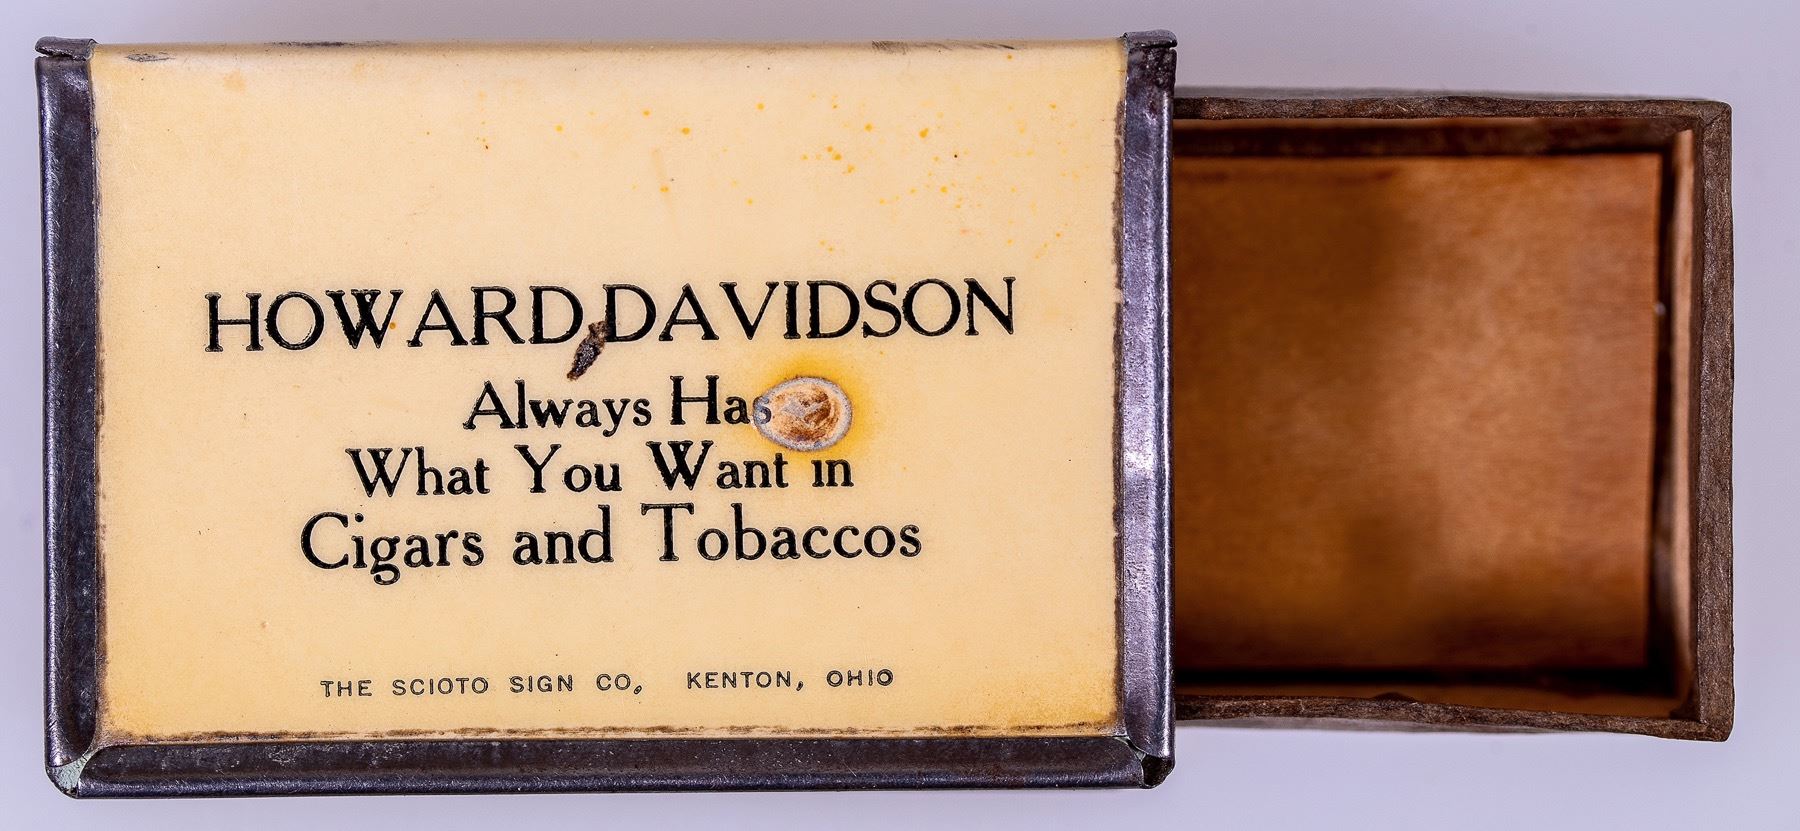 HOWARD DAVIDSON
Always Has
What You Want in
Cigars and Tobaccos
THE SCIOTO SIGN CO. KENTON, OHIO